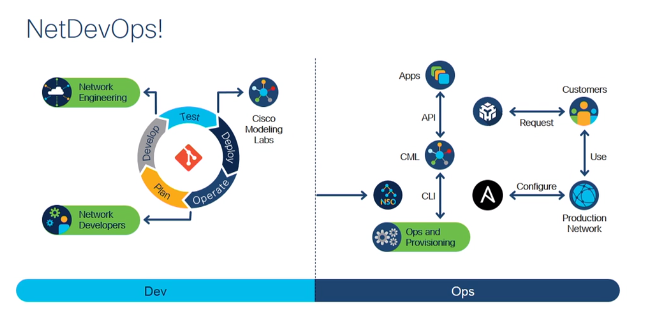 NetDevOps!
Network
Engineering
Test
Deploy
Operate
Plan
Develop
Cisco
Modeling
Labs
Network
Developers
Apps
API
CML
CLI
NSO
Ops and
Provisioning
Customers
Request
Use
Configure
Production
Network
Dev
Ops